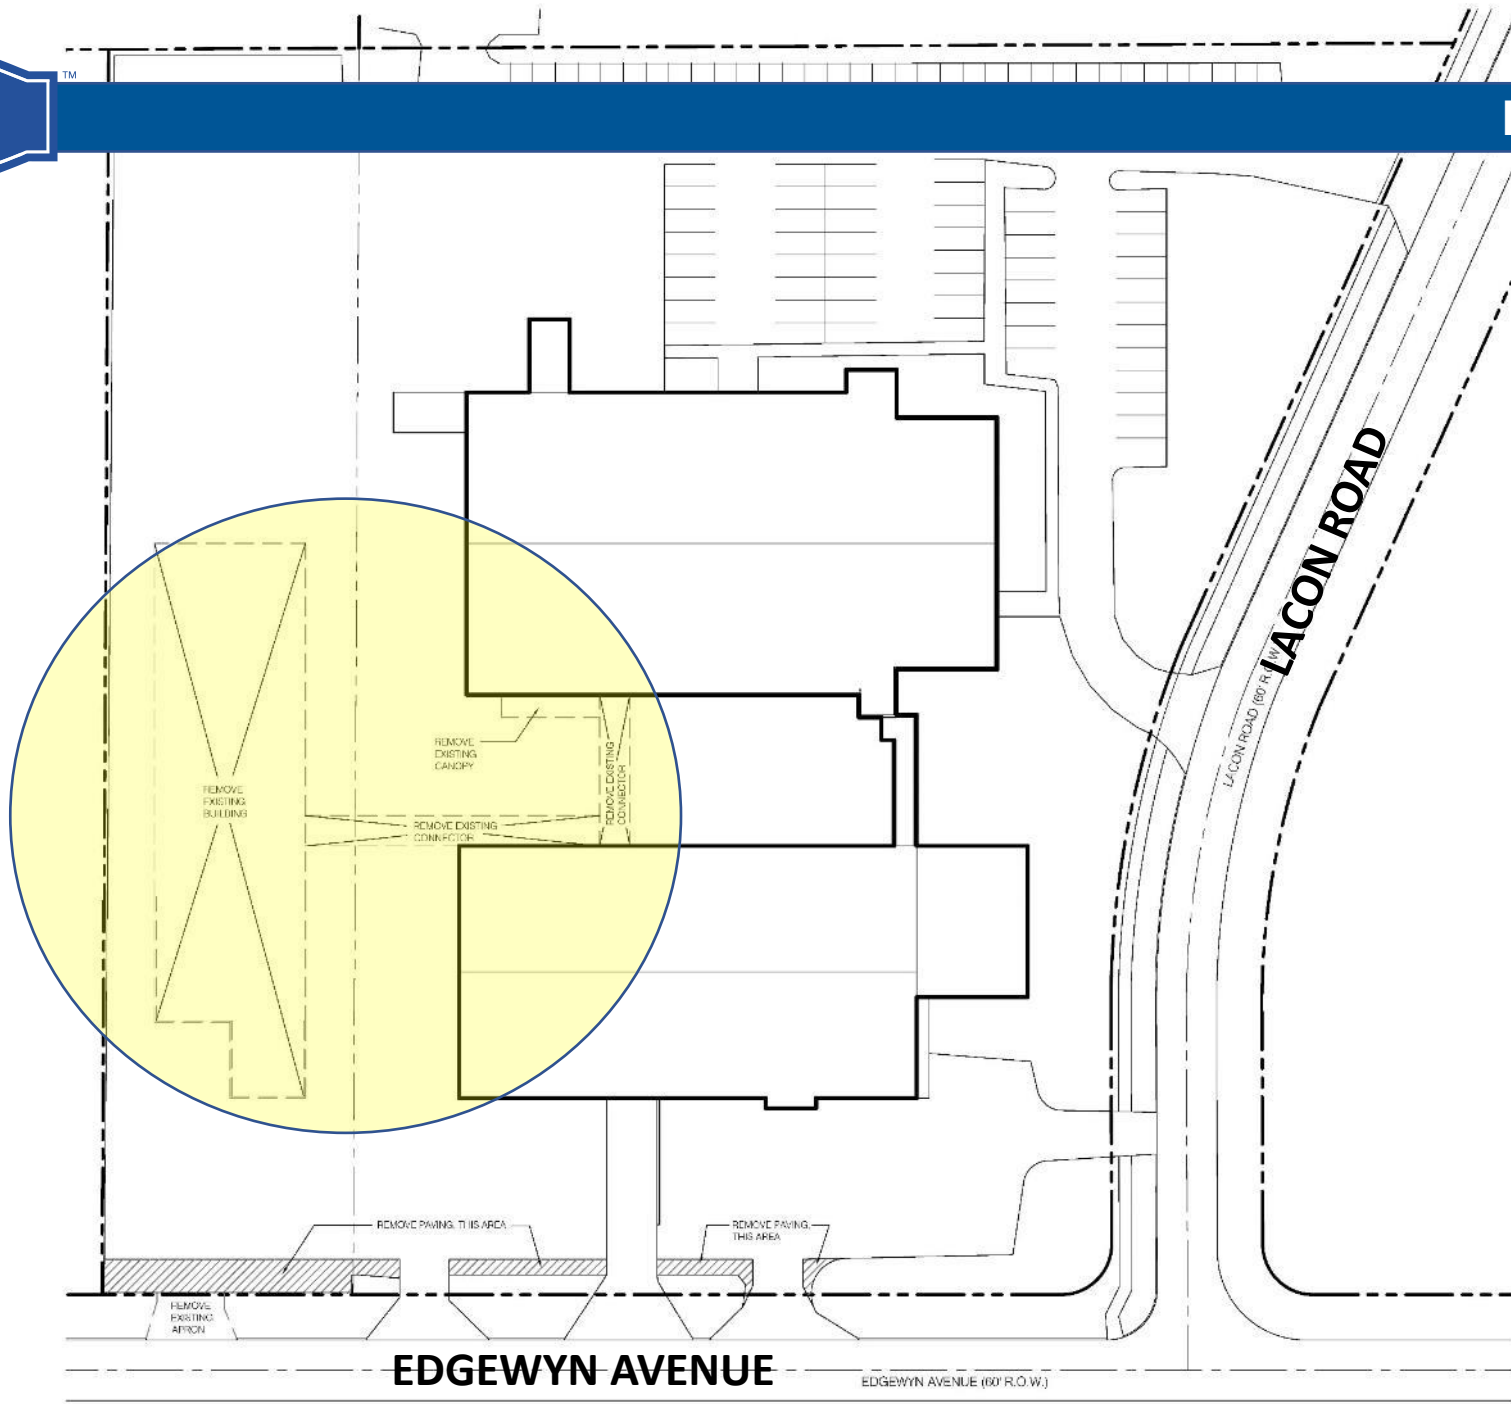 TM
LACON ROAD
LACON ROAD (60' R.O.W.)
REMOVE
EXISTING
CANOPY
REMOVE EXISTING
CONNECTOR
REMOVE
EXISTING
BUILDING
REMOVE EXISTING
CONNECTOR
REMOVE PAVING, THIS AREA
REMOVE PAVING,
THIS AREA
REMOVE
EXISTING
APRON
EDGEWYN AVENUE
EDGEWYN AVENUE (60' R.O.W.)